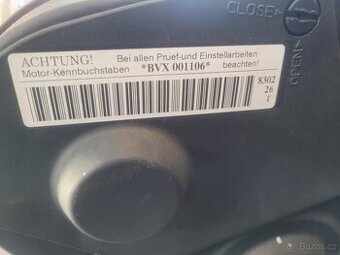 CLOSE
OPEN
ACHTUNG! Bei allen Pruef-und Einstellarbeiten
Motor-Kennbuchstaben *BVX 001106* beachten!
8302
26
1